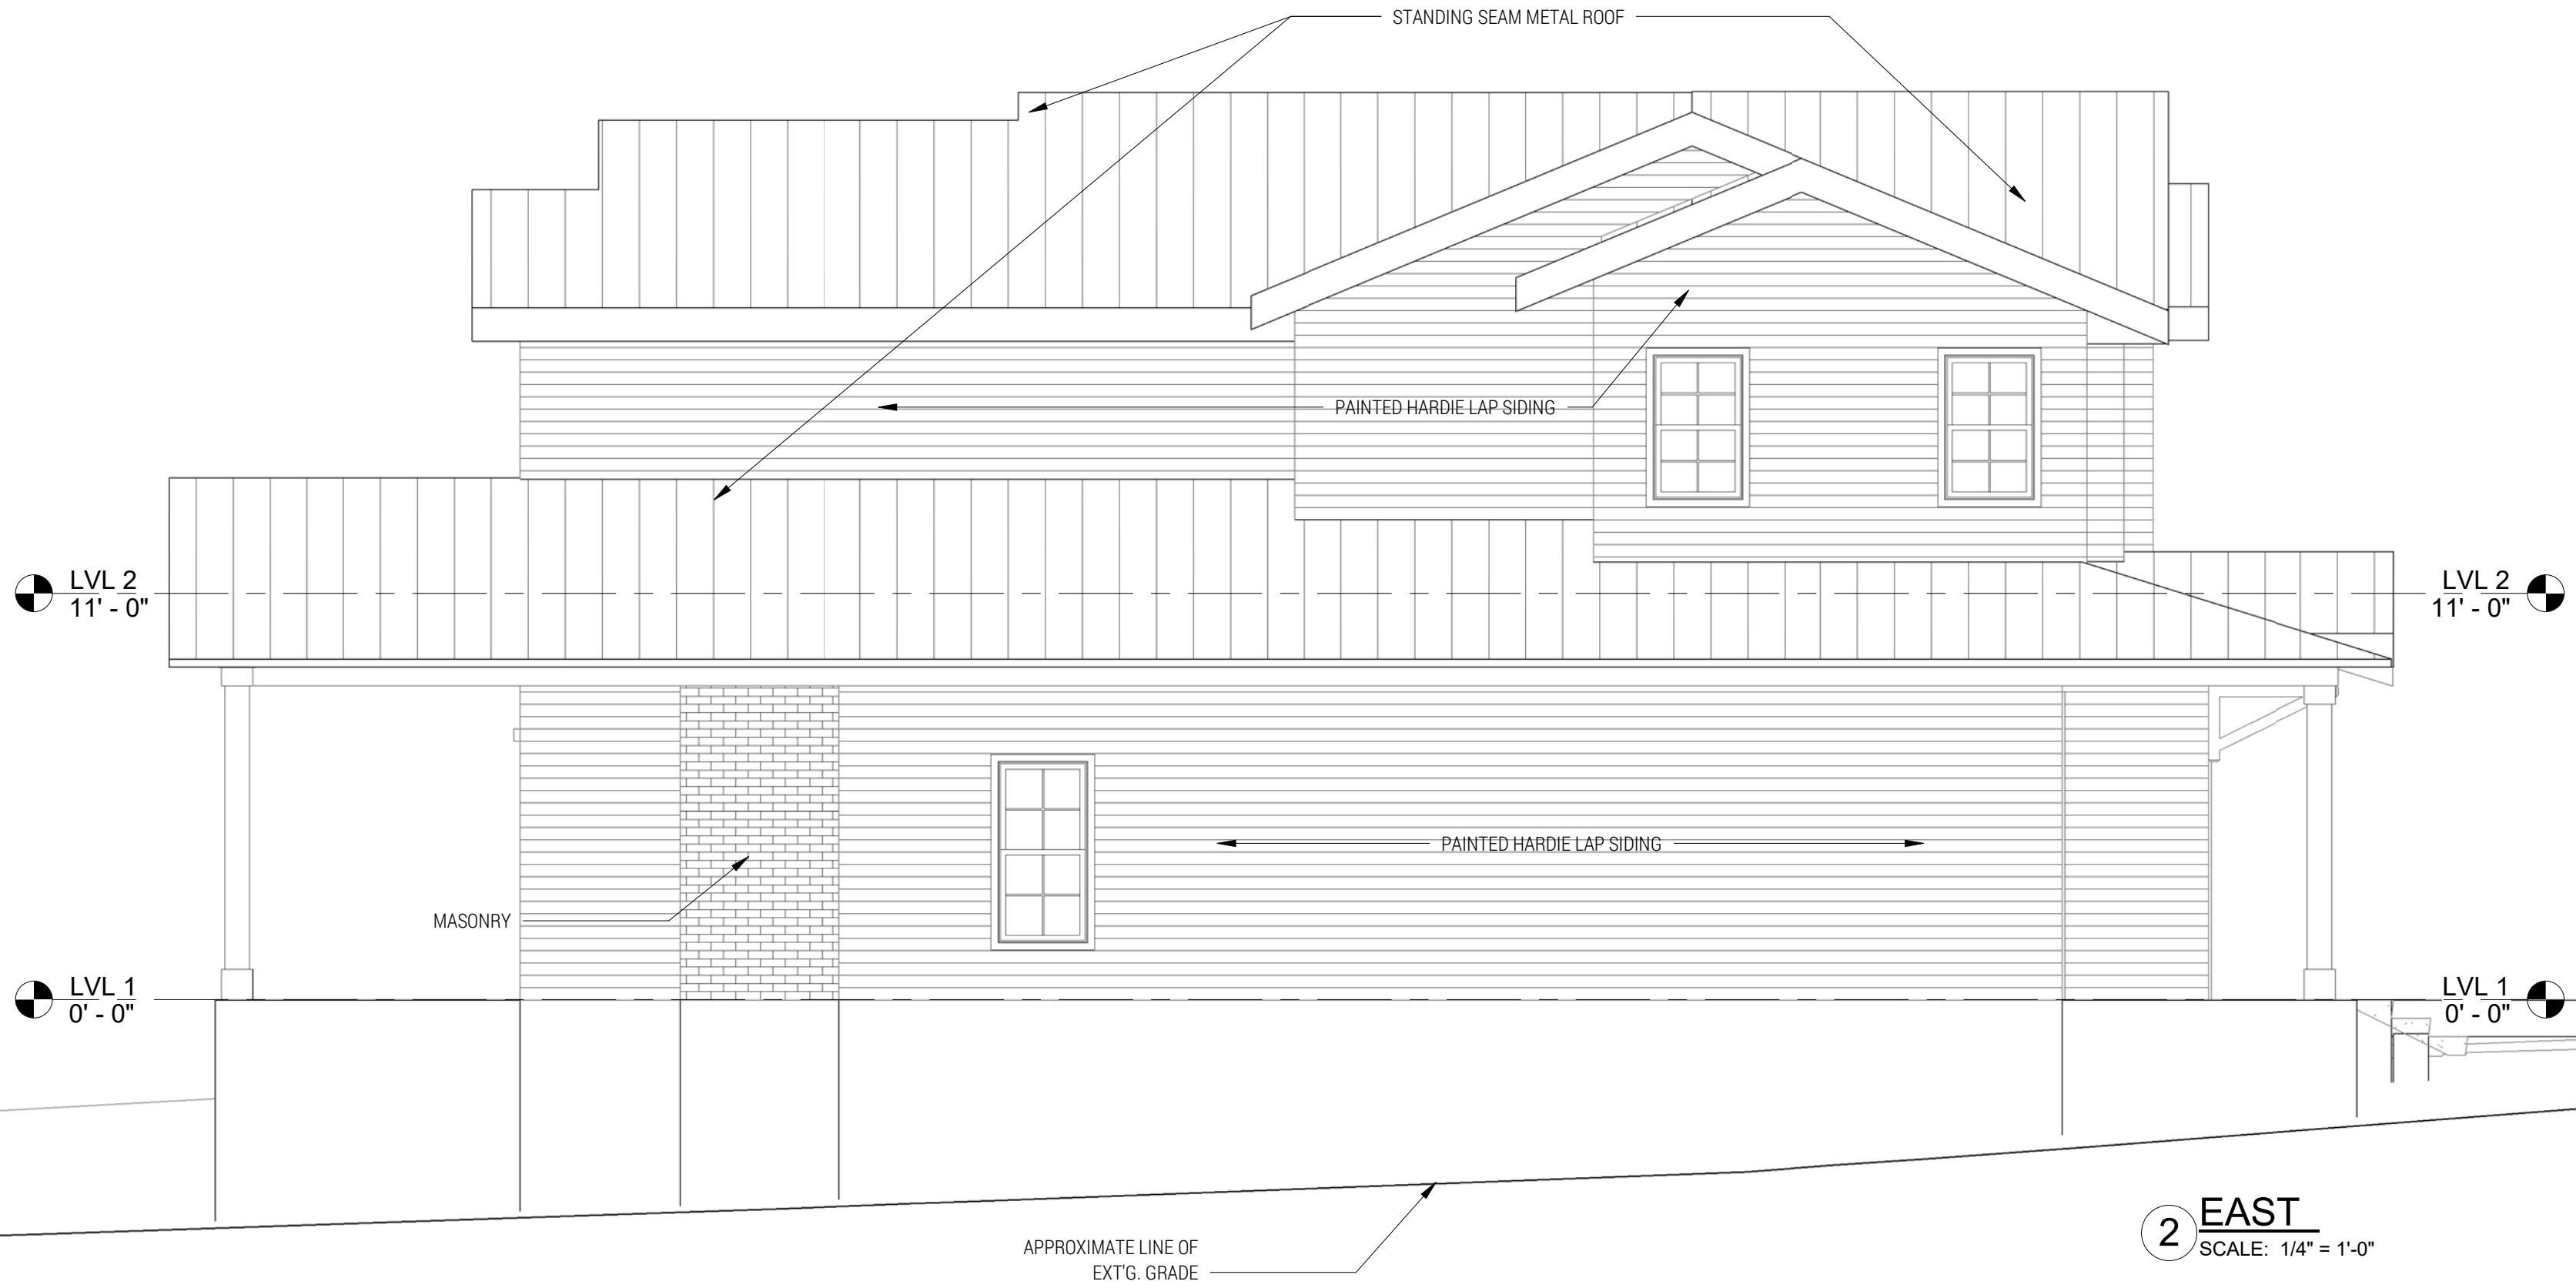 STANDING SEAM METAL ROOF
PAINTED HARDIE LAP SIDING
LVL 2
11' - 0"
LVL 2
11' - 0"
PAINTED HARDIE LAP SIDING
MASONRY
LVL 1
0' - 0"
LVL 1
0' - 0"
APPROXIMATE LINE OF
EXT'G. GRADE
2 EAST
SCALE: 1/4" = 1'-0"